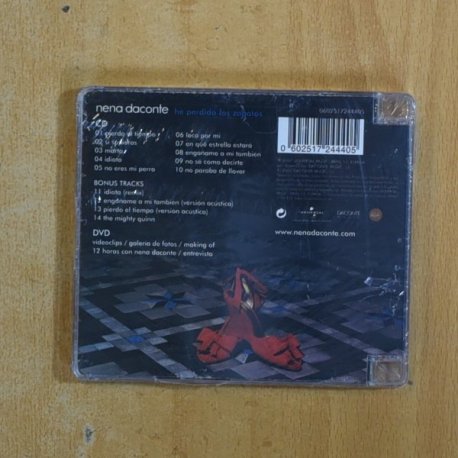 nena daconte he perdido los zapatos
0602517244405
CD
01 pierdo el tiempo
02
03 marta
04 idiota
05 no eres mi perro
06 loca por mi
07 en qué estrella estará
08 engáñame a mi también
09 no sé como decirte
10 no paraba de llover
BONUS TRACKS
11 idiota (remix)
12 engáñame a mi también (versión acústica)
13 pierdo el tiempo (versión acústica)
14 the mighty quinn
DVD
videoclips / galería de fotos / making of
12 horas con nena daconte / entrevista
0 602517 244405
UNIVERSAL
DACONTE
www.nenadaconte.com